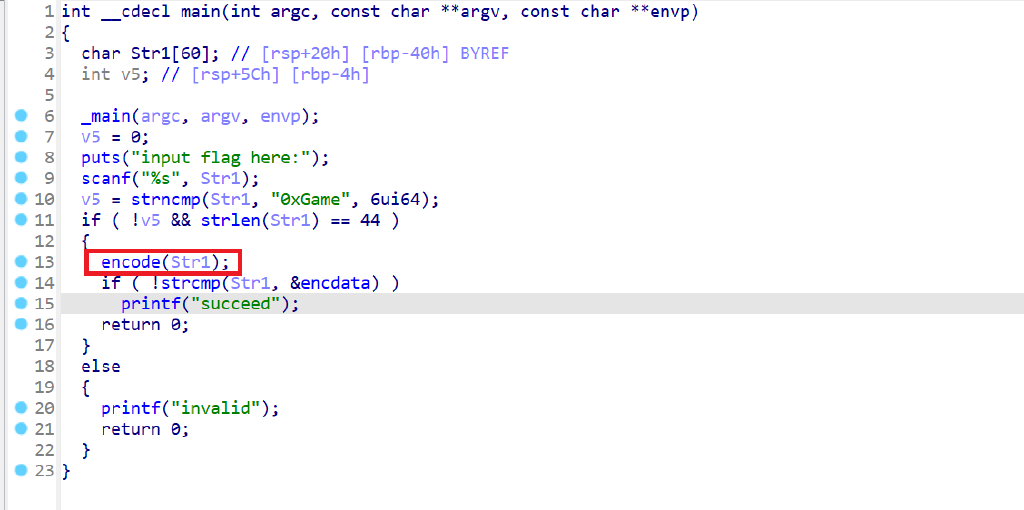 1 int __cdecl main(int argc, const char **argv, const char **envp)
2 {
3   char Str1[60]; // [rsp+20h] [rbp-40h] BYREF
4   int v5; // [rsp+5Ch] [rbp-4h]
5
6   _main(argc, argv, envp);
7   v5 = 0;
8   puts("input flag here:");
9   scanf("%s", Str1);
10   v5 = strncmp(Str1, "0xGame", 6ui64);
11   if ( !v5 && strlen(Str1) == 44 )
12   {
13     encode(Str1);
14     if ( !strcmp(Str1, &encdata) )
15       printf("succeed");
16     return 0;
17   }
18   else
19   {
20     printf("invalid");
21     return 0;
22   }
23 }